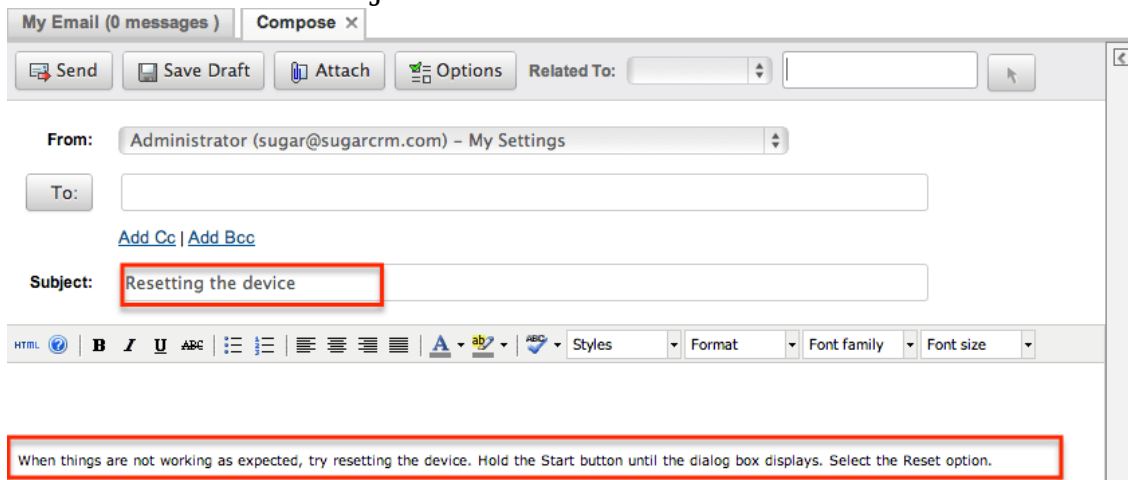 My Email (0 messages ) Compose ×
Send Save Draft Attach Options Related To:
From: Administrator (sugar@sugarcrm.com) – My Settings
To:
Add Cc | Add Bcc
Subject: Resetting the device
HTML ? B I U ABC A ab ABC Styles Format Font family Font size
When things are not working as expected, try resetting the device. Hold the Start button until the dialog box displays. Select the Reset option.